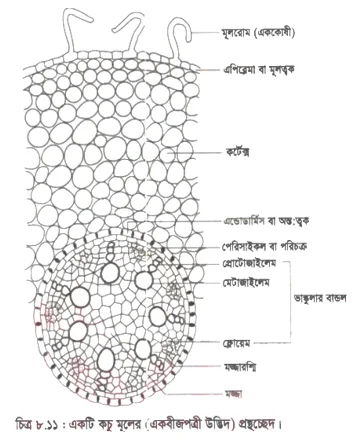 মূলরোম (এককোষী)
এপিব্লেমা বা মূলত্বক
কর্টেক্স
এন্ডোডার্মিস বা অন্ত:ত্বক
পেরিসাইকল বা পরিচক্র
প্রোটোজাইলেম
মেটাজাইলেম
ভাস্কুলার বান্ডল
ফ্লোয়েম
মজ্জারশ্মি
মজ্জা
চিত্র ৮.১১ : একটি কচু মূলের (একবীজপত্রী উদ্ভিদ) প্রস্থচ্ছেদ।